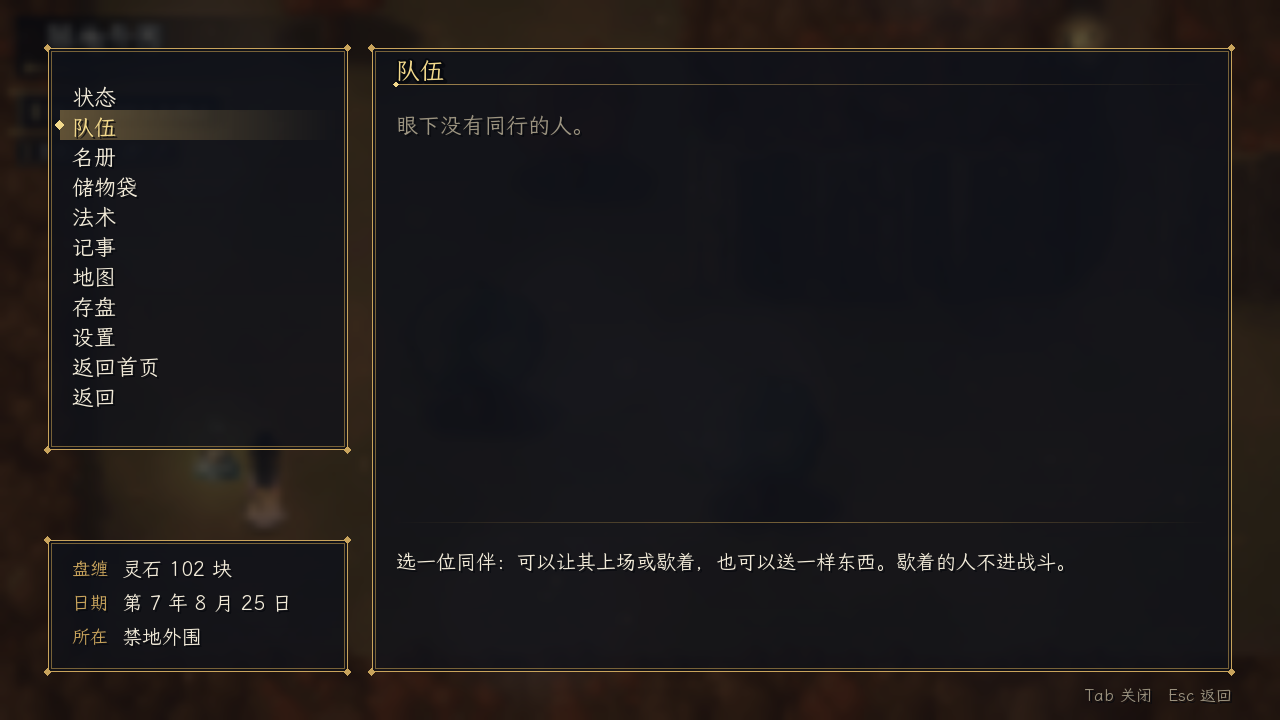 状态
队伍
名册
储物袋
法术
记事
地图
存盘
设置
返回首页
返回
盘缠 灵石 102 块
日期 第 7 年 8 月 25 日
所在 禁地外围
队伍
眼下没有同行的人。
选一位同伴：可以让其上场或歇着，也可以送一样东西。歇着的人不进战斗。
Tab 关闭 Esc 返回